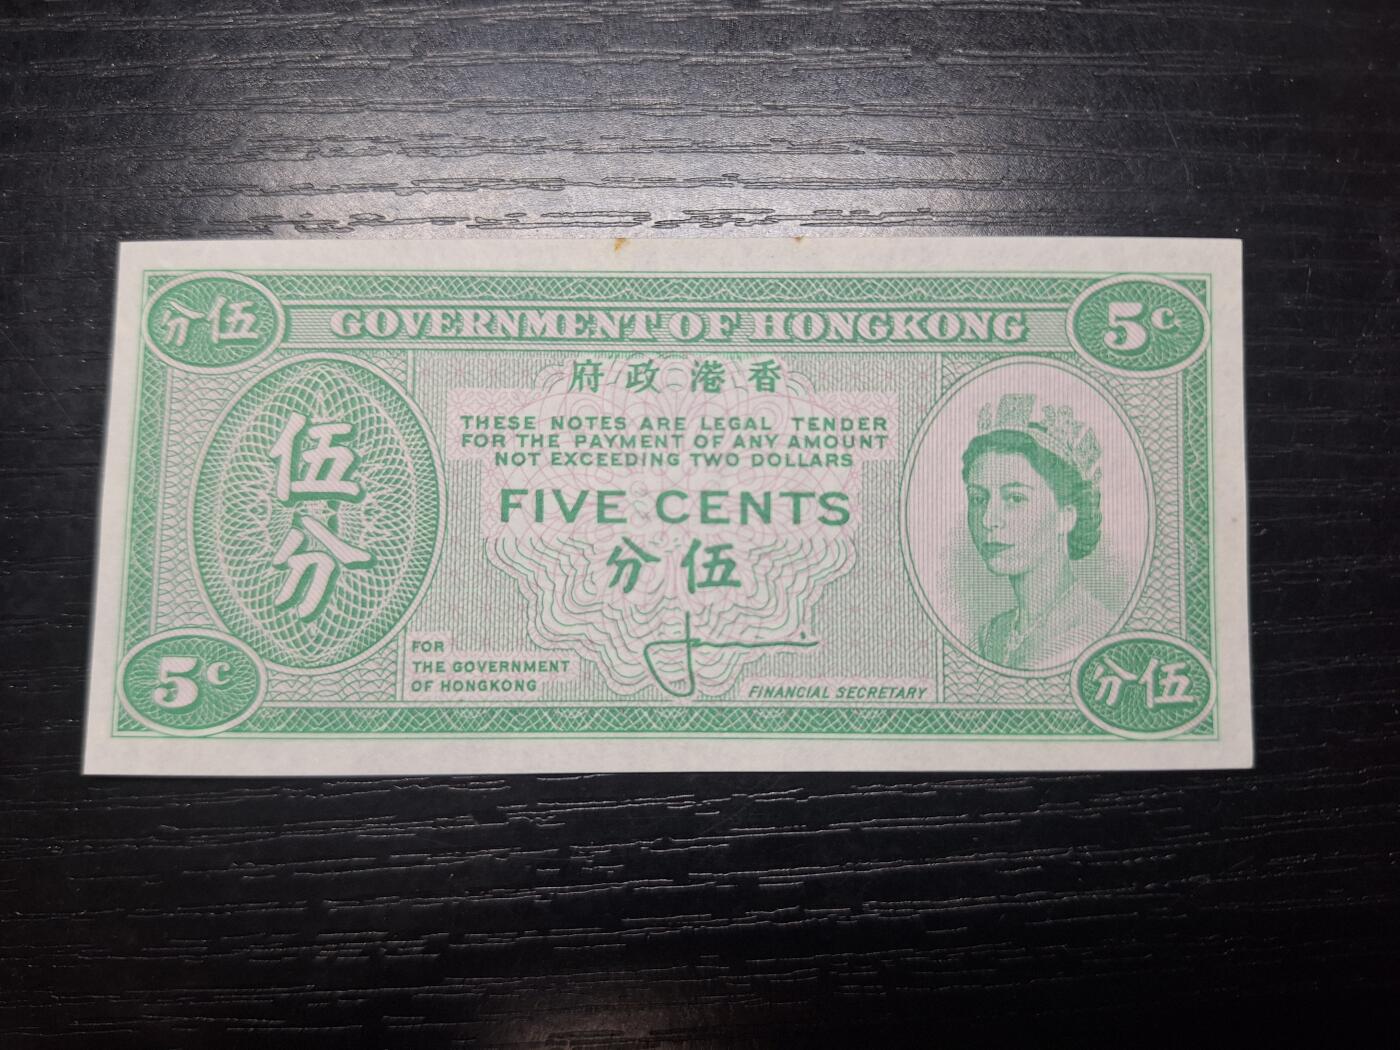 分伍
GOVERNMENT OF HONGKONG
5¢
府政港香
THESE NOTES ARE LEGAL TENDER
FOR THE PAYMENT OF ANY AMOUNT
NOT EXCEEDING TWO DOLLARS
伍
分
FIVE CENTS
分伍
FOR
THE GOVERNMENT
OF HONGKONG
FINANCIAL SECRETARY
5¢
分伍